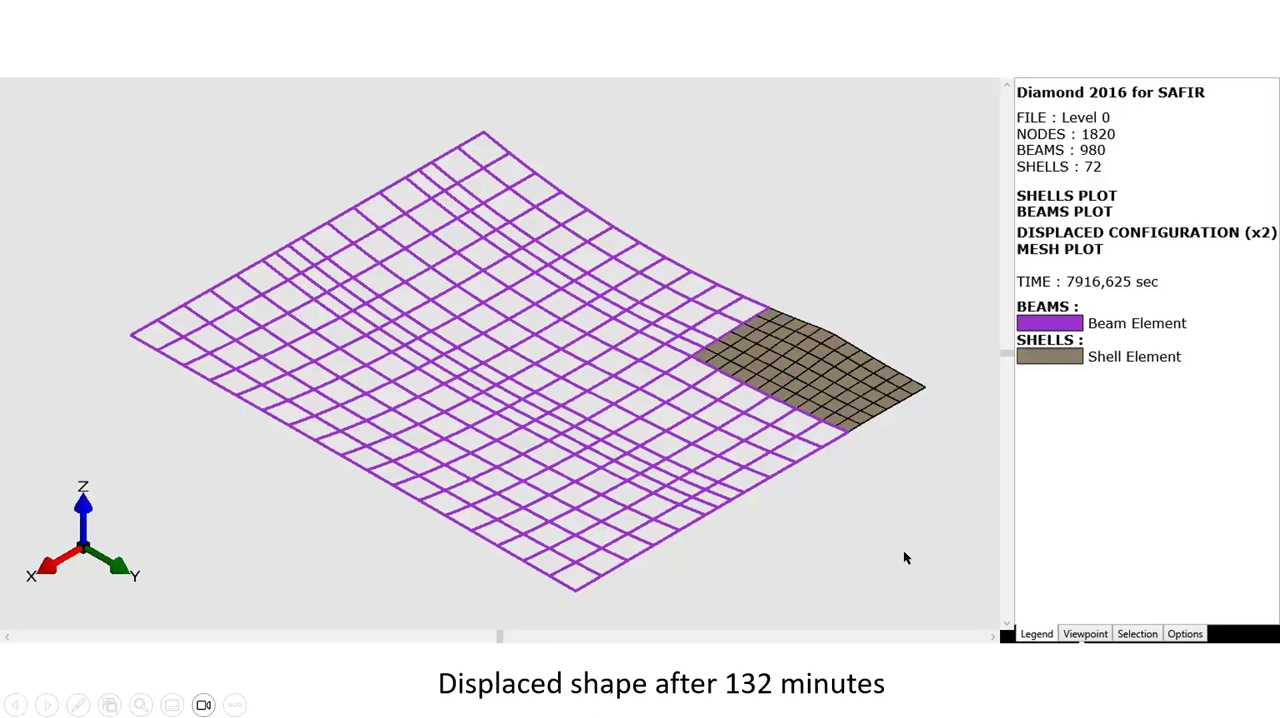 Diamond 2016 for SAFIR
FILE : Level 0
NODES : 1820
BEAMS : 980
SHELLS : 72
SHELLS PLOT
BEAMS PLOT
DISPLACED CONFIGURATION (x2)
MESH PLOT
TIME : 7916,625 sec
BEAMS :
Beam Element
SHELLS :
Shell Element
Z
X
Y
Legend Viewpoint Selection Options
Displaced shape after 132 minutes